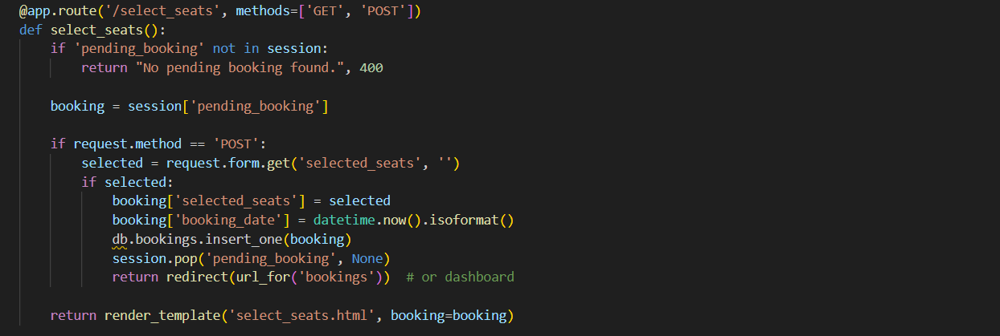 @app.route('/select_seats', methods=['GET', 'POST'])
def select_seats():
    if 'pending_booking' not in session:
        return "No pending booking found.", 400

    booking = session['pending_booking']

    if request.method == 'POST':
        selected = request.form.get('selected_seats', '')
        if selected:
            booking['selected_seats'] = selected
            booking['booking_date'] = datetime.now().isoformat()
            db.bookings.insert_one(booking)
            session.pop('pending_booking', None)
            return redirect(url_for('bookings'))  # or dashboard

    return render_template('select_seats.html', booking=booking)